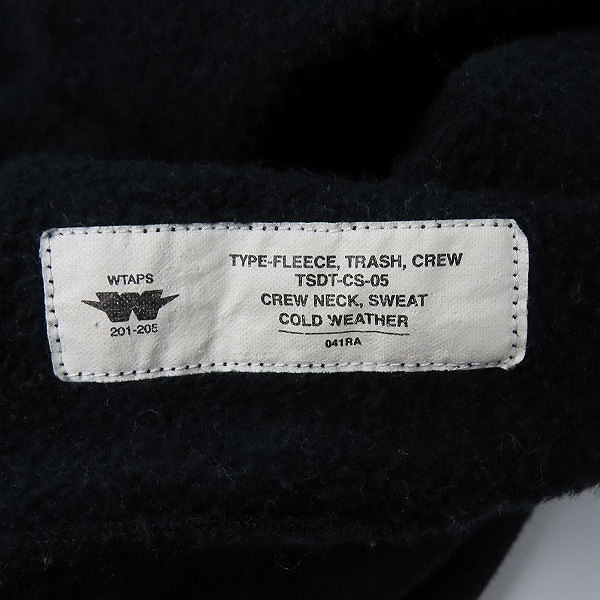 WTAPS
201-205
TYPE-FLEECE, TRASH, CREW
TSDT-CS-05
CREW NECK, SWEAT
COLD WEATHER
041RA